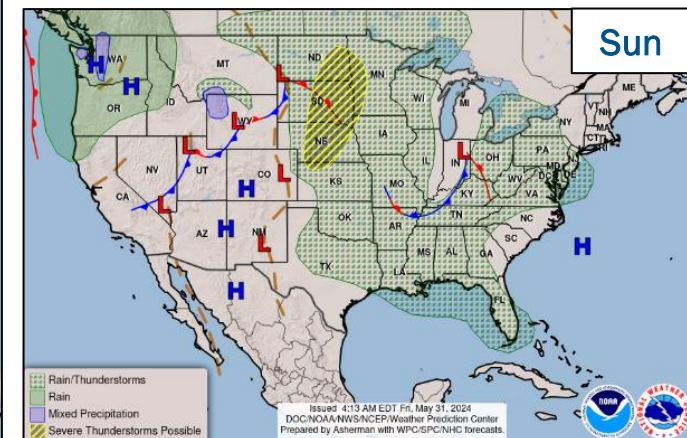 Sun
WA
MT
ND
MN
ME
OR
ID
SD
WI
MI
VT
NH
NY
MA
CT
RI
WY
IA
NE
PA
NJ
NV
UT
CO
IL
IN
OH
MD
DE
DC
WV
VA
CA
KS
MO
KY
AZ
NM
OK
AR
TN
NC
SC
TX
LA
MS
AL
GA
FL
H
H
H
H
H
H
L
L
L
L
L
L
L
Rain/Thunderstorms
Rain
Mixed Precipitation
Severe Thunderstorms Possible
Issued 4:13 AM EDT Fri, May 31, 2024
DOC/NOAA/NWS/NCEP/Weather Prediction Center
Prepared by Asherman with WPC/SPC/NHC forecasts.
NOAA